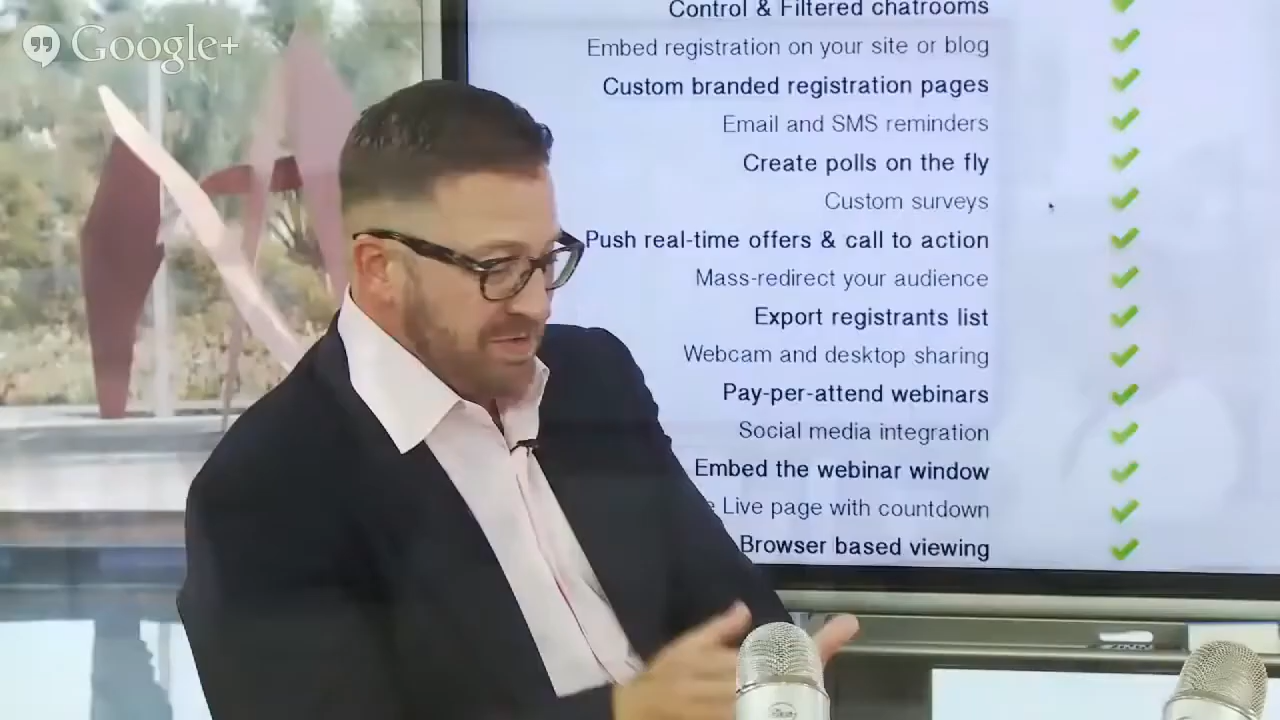 Google+
Control & Filtered chatrooms
Embed registration on your site or blog
Custom branded registration pages
Email and SMS reminders
Create polls on the fly
Custom surveys
Push real-time offers & call to action
Mass-redirect your audience
Export registrants list
Webcam and desktop sharing
Pay-per-attend webinars
Social media integration
Embed the webinar window
Live page with countdown
Browser based viewing